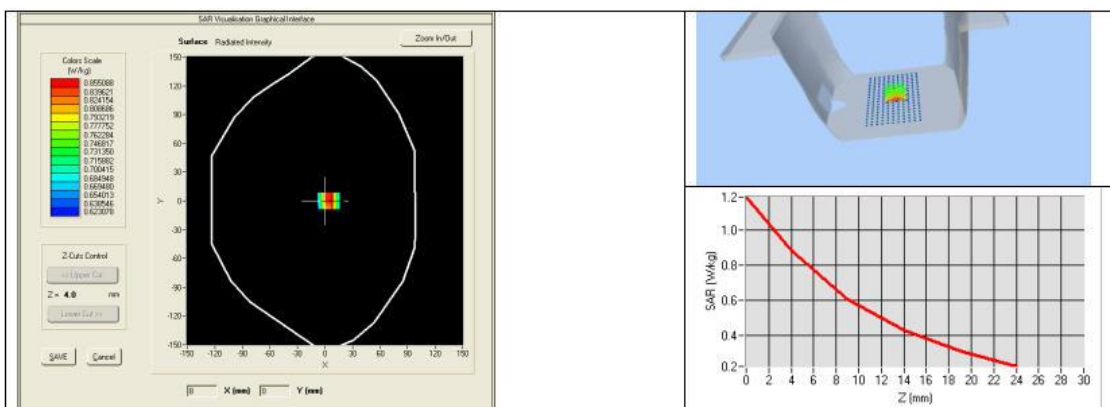 SAR Visualisation Graphical Interface
Surface Radiated Intensity
Zoom In/Out
Colors Scale
(W/kg)
0.855088
0.839621
0.824154
0.808686
0.793219
0.777752
0.762284
0.746817
0.731350
0.715882
0.700415
0.684948
0.669480
0.654013
0.638546
0.623078
Z-Cuts Control
<< Upper Cut
Z = 4.0 mm
Lower Cut >>
SAVE Cancel
150
120
90
60
30
0
-30
-60
-90
-120
-150
Y
-150 -120 -90 -60 -30 0 30 60 90 120 150
X
X (mm) Y (mm)
1.2
1.0
0.8
0.6
0.4
0.2
SAR (W/kg)
0 2 4 6 8 10 12 14 16 18 20 22 24 26 28 30
Z (mm)